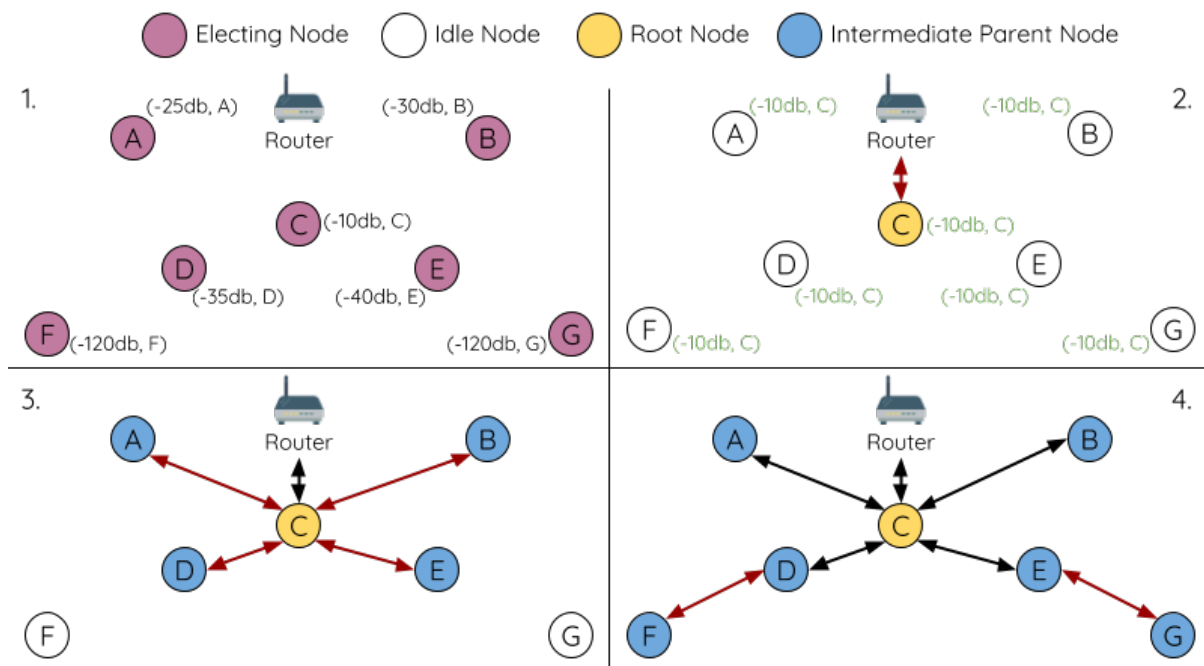 Electing Node Idle Node Root Node Intermediate Parent Node
1.
(-25db, A) (-30db, B)
A Router B
C (-10db, C)
D E
(-35db, D) (-40db, E)
F (-120db, F) (-120db, G) G
2.
(-10db, C) (-10db, C)
A Router B
C (-10db, C)
D E
(-10db, C) (-10db, C)
F (-10db, C) (-10db, C) G
3.
A Router B
C
D E
F G
4.
A Router B
C
D E
F G